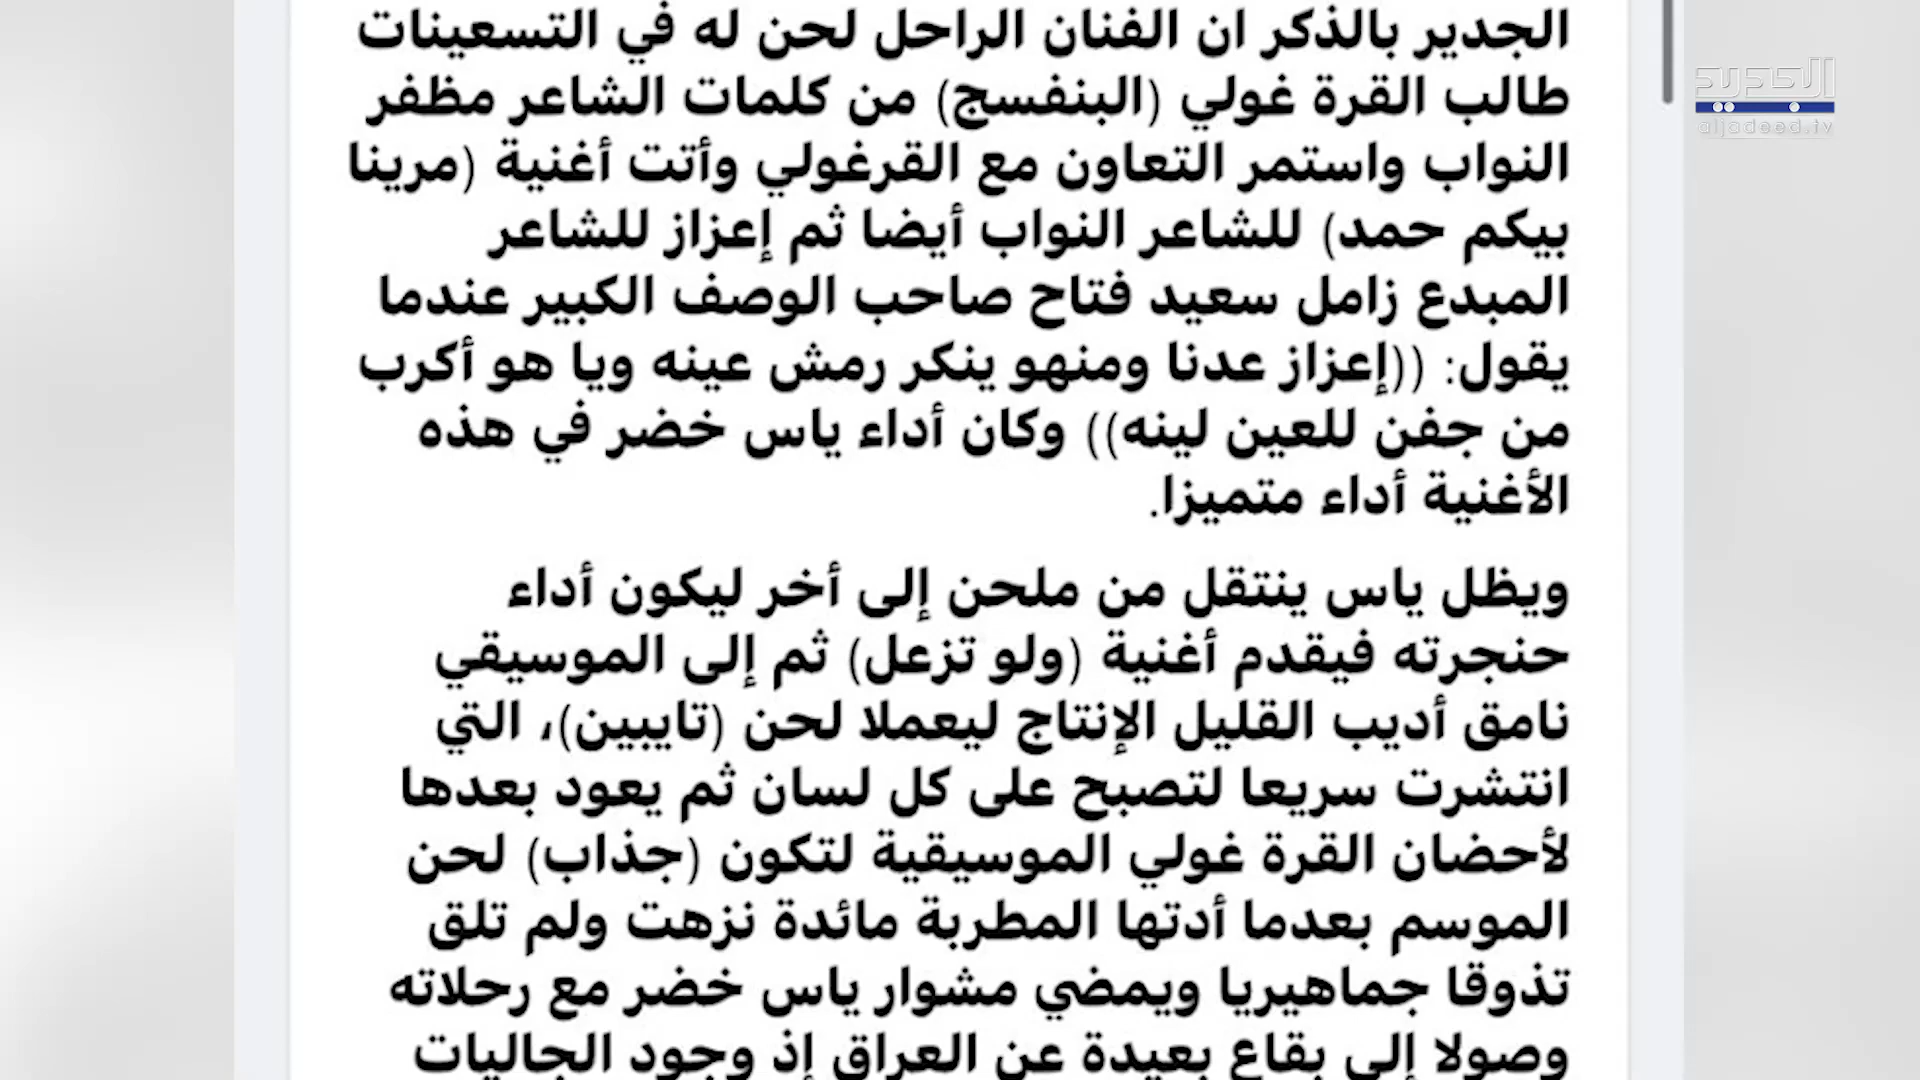 الجدير بالذكر ان الفنان الراحل لحن له في التسعينات
طالب القرة غولي (البنفسج) من كلمات الشاعر مظفر
النواب واستمر التعاون مع القرغولي وأتت أغنية (مرينا
بيكم حمد) للشاعر النواب أيضا ثم إعزاز للشاعر
المبدع زامل سعيد فتاح صاحب الوصف الكبير عندما
يقول: ((إعزاز عدنا ومنهو ينكر رمش عينه ويا هو أكرب
من جفن للعين لينه)) وكان أداء ياس خضر في هذه
الأغنية أداء متميزا.
ويظل ياس ينتقل من ملحن إلى أخر ليكون أداء
حنجرته فيقدم أغنية (ولو تزعل) ثم إلى الموسيقي
نامق أديب القليل الإنتاج ليعملا لحن (تايبين)، التي
انتشرت سريعا لتصبح على كل لسان ثم يعود بعدها
لأحضان القرة غولي الموسيقية لتكون (جذاب) لحن
الموسم بعدما أدتها المطربة مائدة نزهت ولم تلق
تذوقا جماهيريا ويمضي مشوار ياس خضر مع رحلاته
وصولا إلى بقاع بعيدة عن العراق إذ وجود الجاليات
الجديد
aljadeed.tv